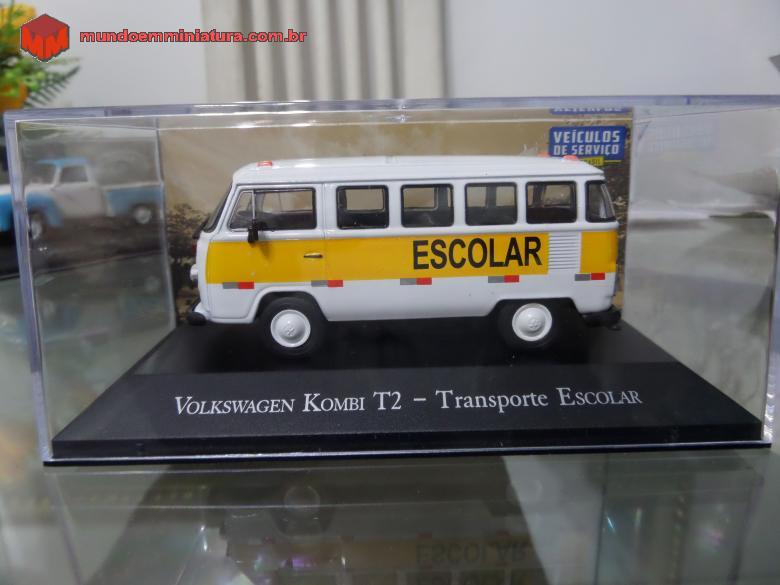 mundoemminiatura.com.br
VEÍCULOS
DE SERVIÇO
ESCOLAR
VOLKSWAGEN KOMBI T2 – TRANSPORTE ESCOLAR